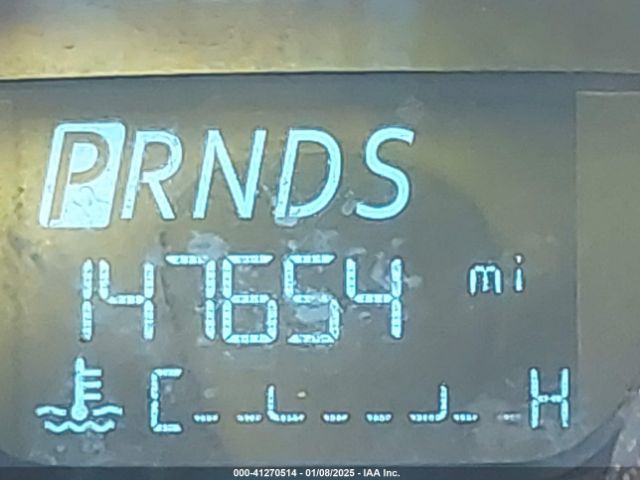 PRNDS
147654 mi
C H
000-41270514 - 01/08/2025 - IAA Inc.